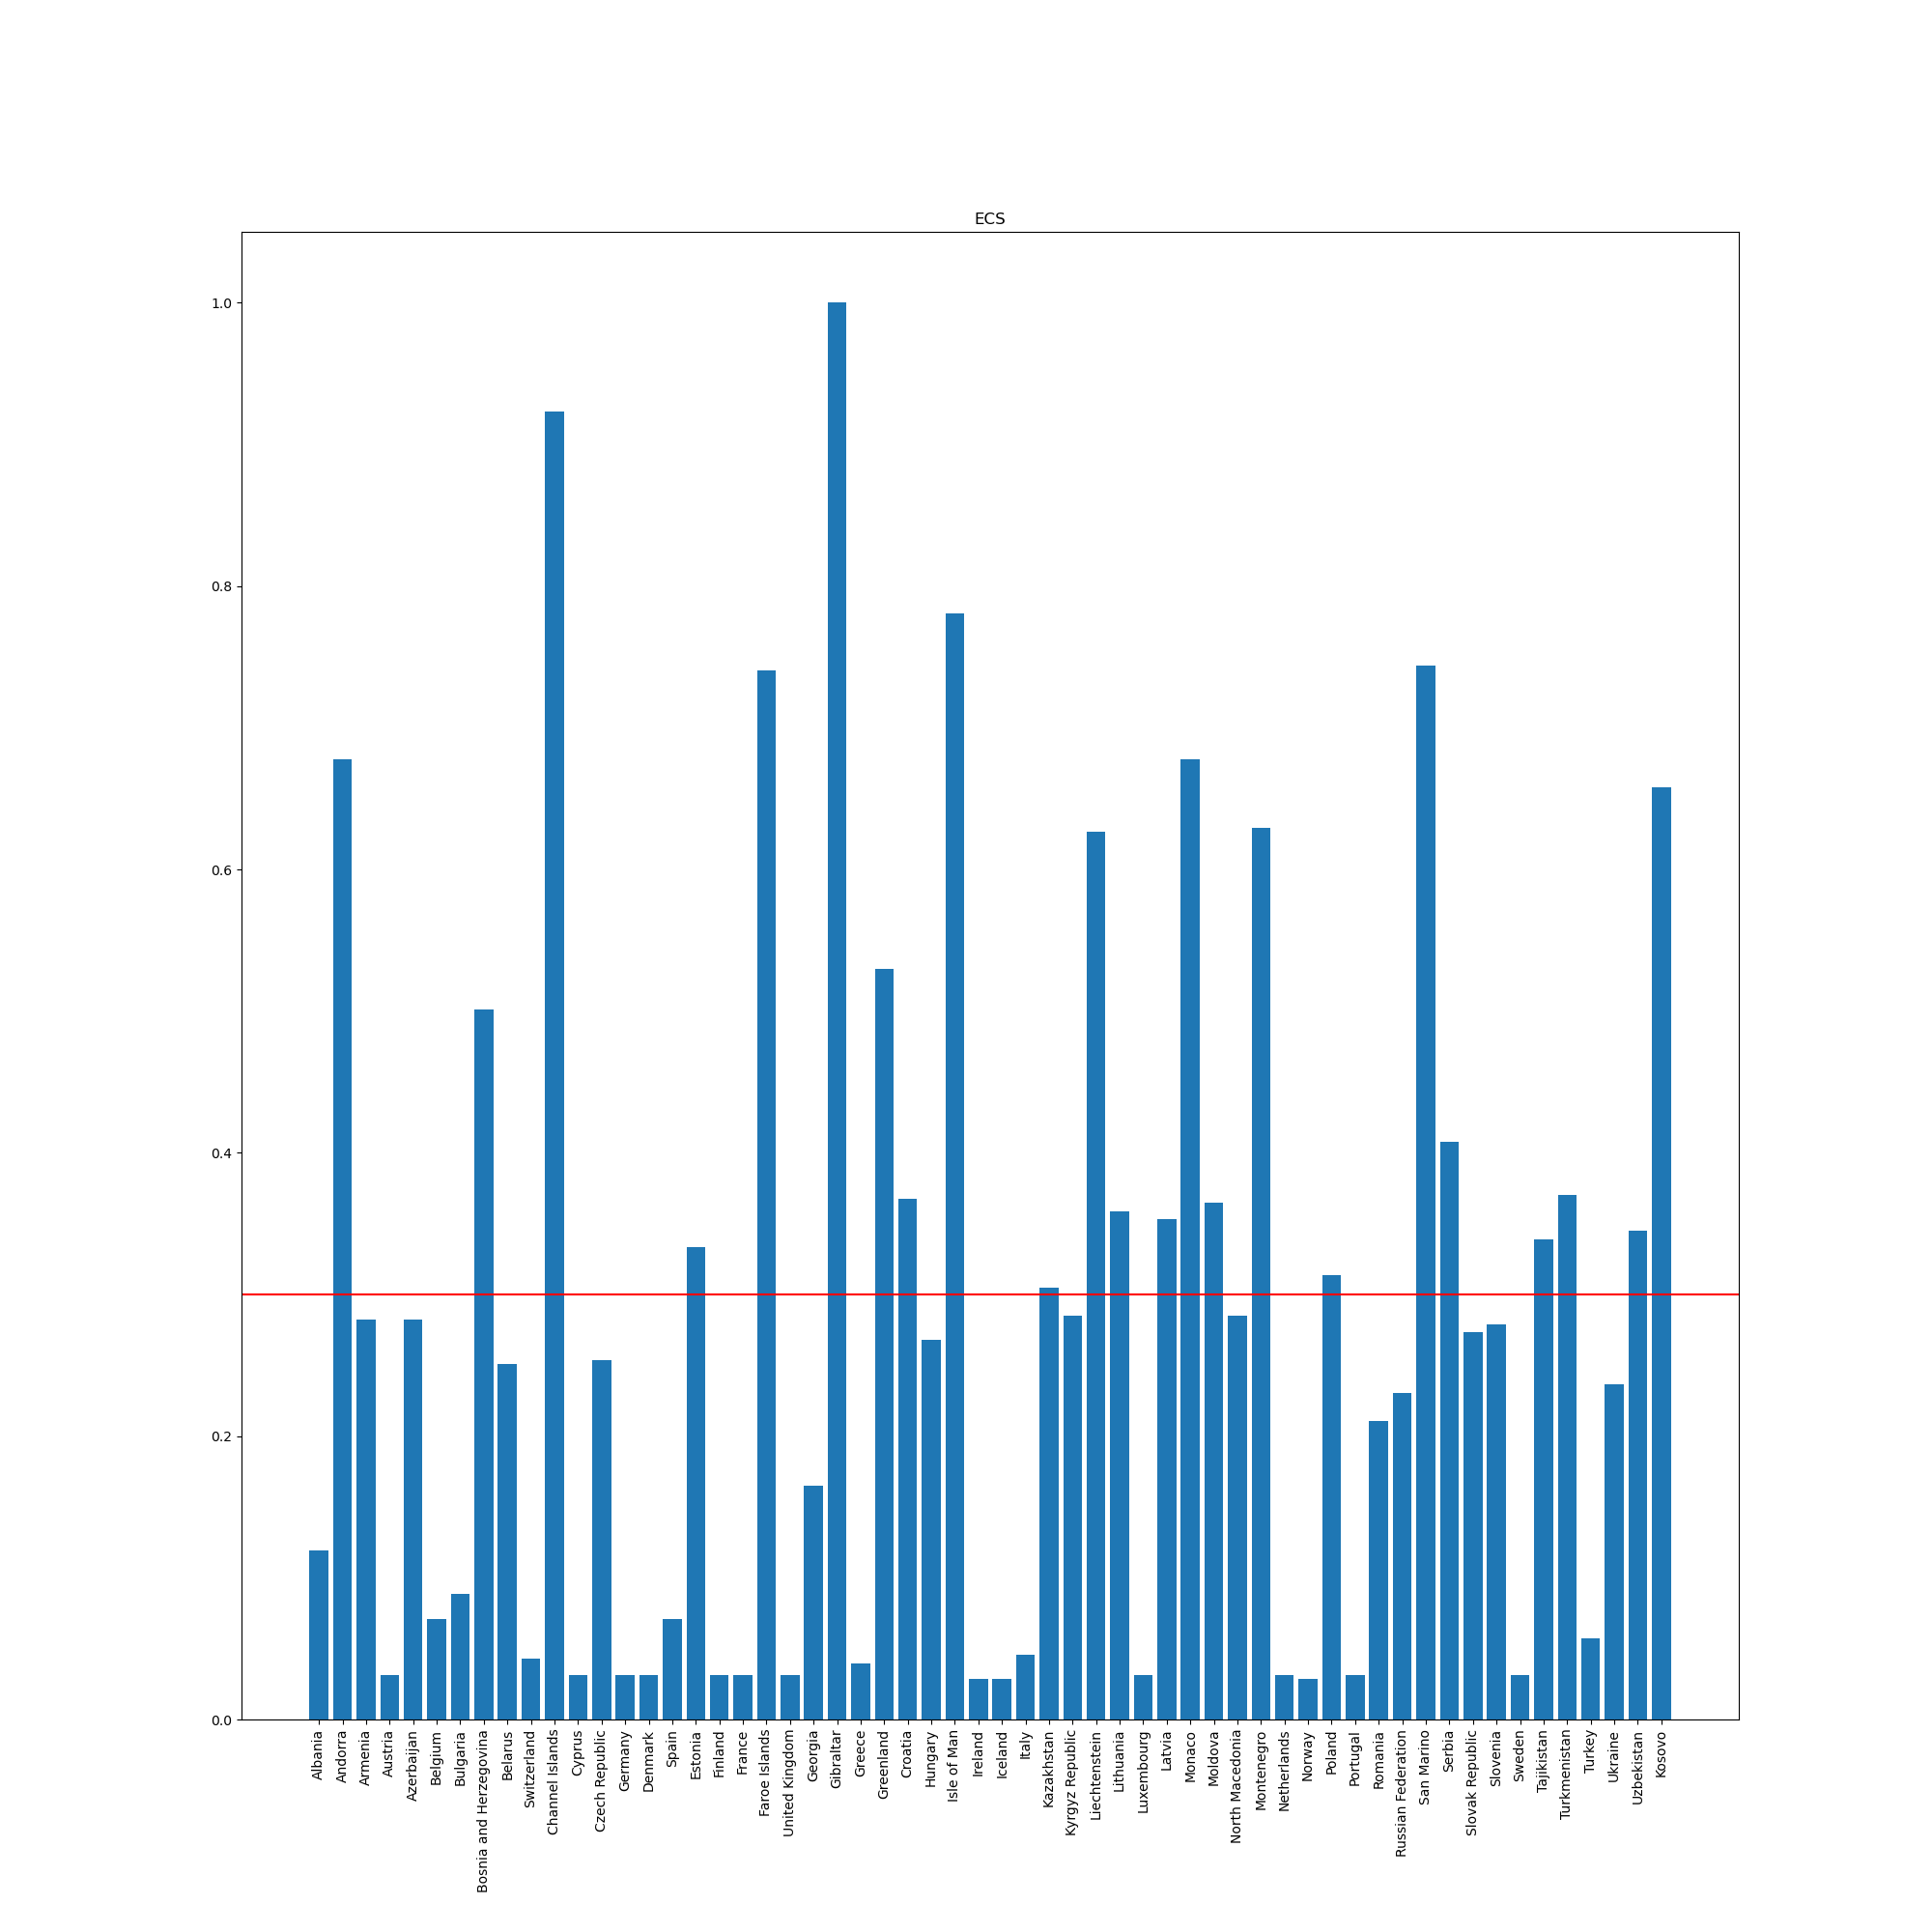 ECS
1.0
0.8
0.6
0.4
0.2
0.0
Albania
Andorra
Armenia
Austria
Azerbaijan
Belgium
Bulgaria
Bosnia and Herzegovina
Belarus
Switzerland
Channel Islands
Cyprus
Czech Republic
Germany
Denmark
Spain
Estonia
Finland
France
Faroe Islands
United Kingdom
Georgia
Gibraltar
Greece
Greenland
Croatia
Hungary
Isle of Man
Ireland
Iceland
Italy
Kazakhstan
Kyrgyz Republic
Liechtenstein
Lithuania
Luxembourg
Latvia
Monaco
Moldova
North Macedonia
Montenegro
Netherlands
Norway
Poland
Portugal
Romania
Russian Federation
San Marino
Serbia
Slovak Republic
Slovenia
Sweden
Tajikistan
Turkmenistan
Turkey
Ukraine
Uzbekistan
Kosovo